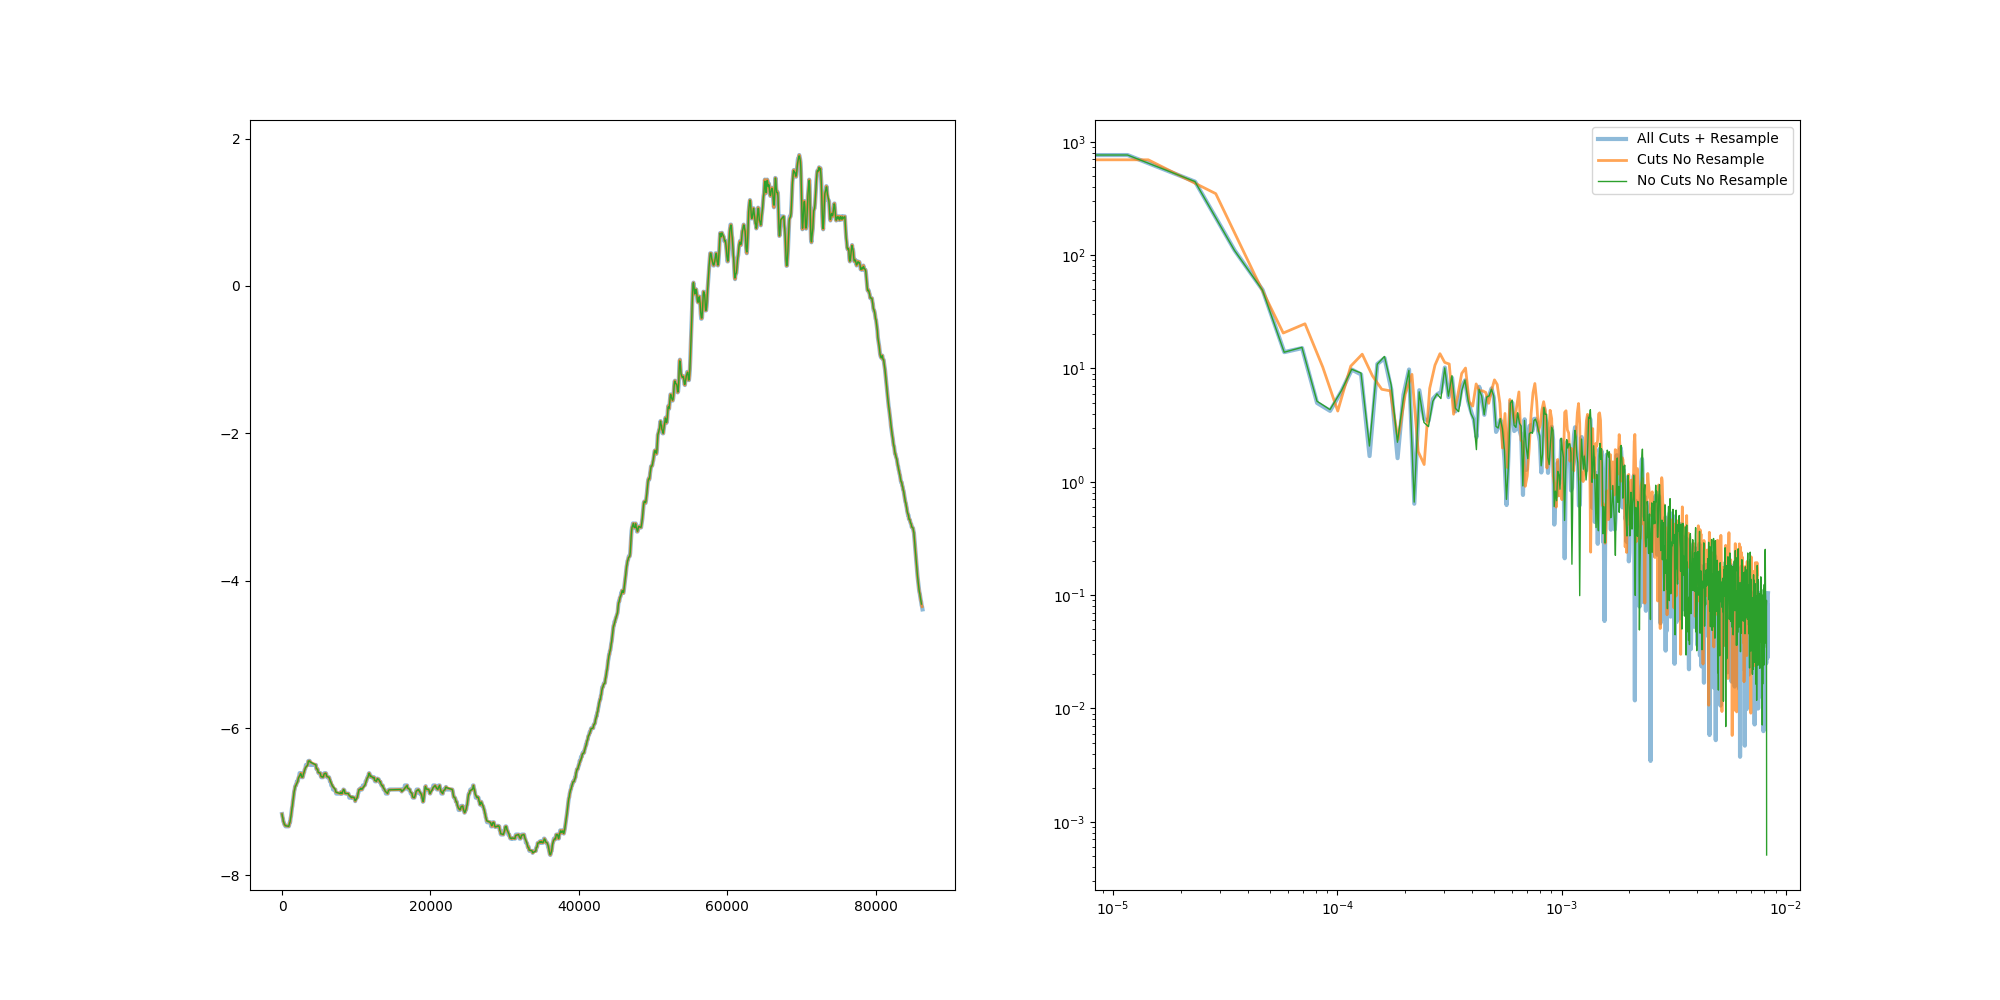 2
0
−2
−4
−6
−8
0 20000 40000 60000 80000
10³
10²
10¹
10⁰
10⁻¹
10⁻²
10⁻³
10⁻⁵ 10⁻⁴ 10⁻³ 10⁻²
All Cuts + Resample
Cuts No Resample
No Cuts No Resample